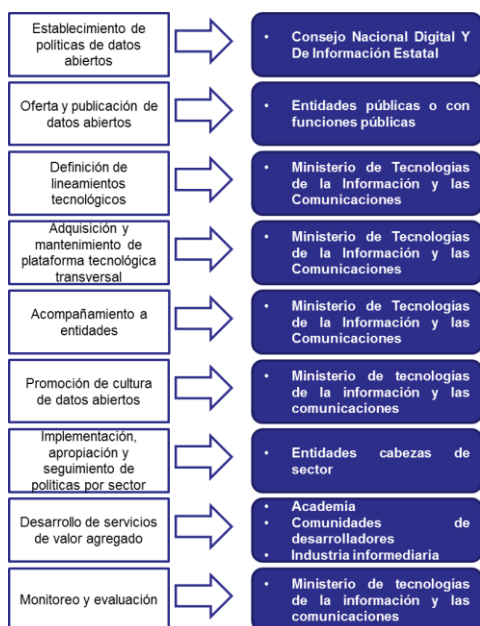 Establecimiento de
políticas de datos
abiertos
• Consejo Nacional Digital Y
De Información Estatal
Oferta y publicación de
datos abiertos
• Entidades públicas o con
funciones públicas
Definición de
lineamientos
tecnológicos
• Ministerio de Tecnologías
de la Información y las
Comunicaciones
Adquisición y
mantenimiento de
plataforma tecnológica
transversal
• Ministerio de Tecnologías
de la Información y las
Comunicaciones
Acompañamiento a
entidades
• Ministerio de Tecnologías
de la Información y las
Comunicaciones
Promoción de cultura
de datos abiertos
• Ministerio de tecnologías
de la información y las
comunicaciones
Implementación,
apropiación y
seguimiento de
políticas por sector
• Entidades cabezas de
sector
Desarrollo de servicios
de valor agregado
• Academia
• Comunidades de
desarrolladores
• Industria informediaria
Monitoreo y evaluación
• Ministerio de tecnologías
de la información y las
comunicaciones